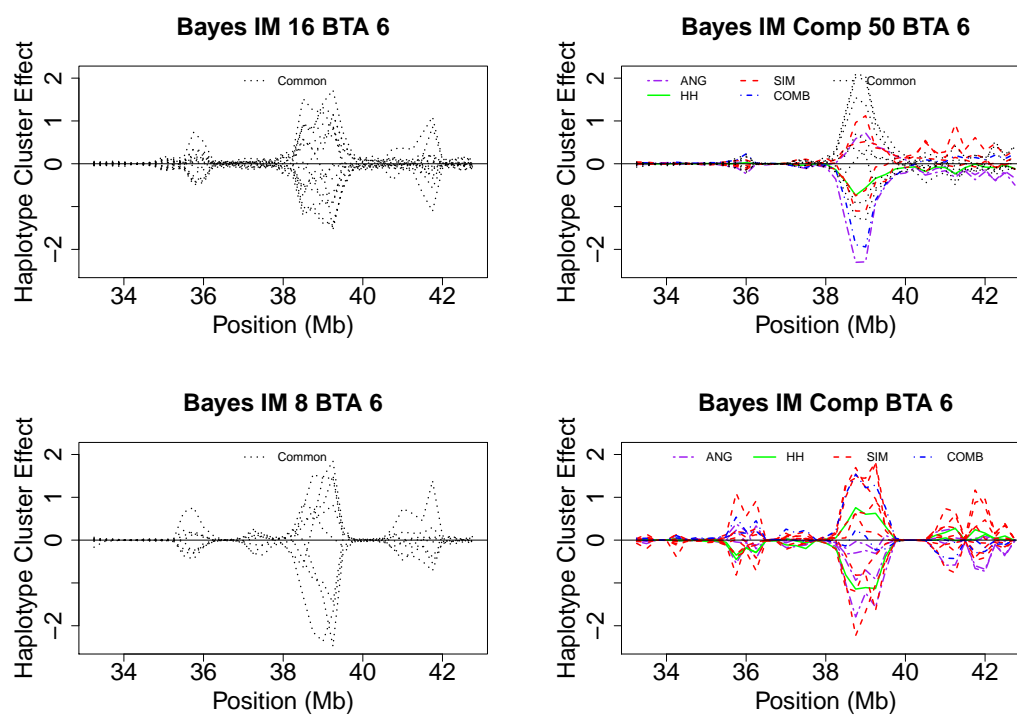 Bayes IM 16 BTA 6
Haplotype Cluster Effect
2
1
0
−2
Common
34 36 38 40 42
Position (Mb)
Bayes IM Comp 50 BTA 6
Haplotype Cluster Effect
2
1
0
−2
ANG SIM Common
HH COMB
34 36 38 40 42
Position (Mb)
Bayes IM 8 BTA 6
Haplotype Cluster Effect
2
1
0
−2
Common
34 36 38 40 42
Position (Mb)
Bayes IM Comp BTA 6
Haplotype Cluster Effect
2
1
0
−2
ANG HH SIM COMB
34 36 38 40 42
Position (Mb)